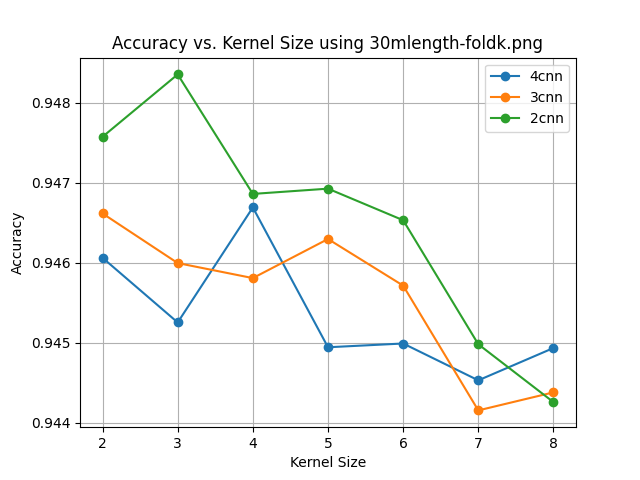 Accuracy vs. Kernel Size using 30mlength-foldk.png
4cnn
3cnn
2cnn
0.948
0.947
0.946
0.945
0.944
Accuracy
2 3 4 5 6 7 8
Kernel Size